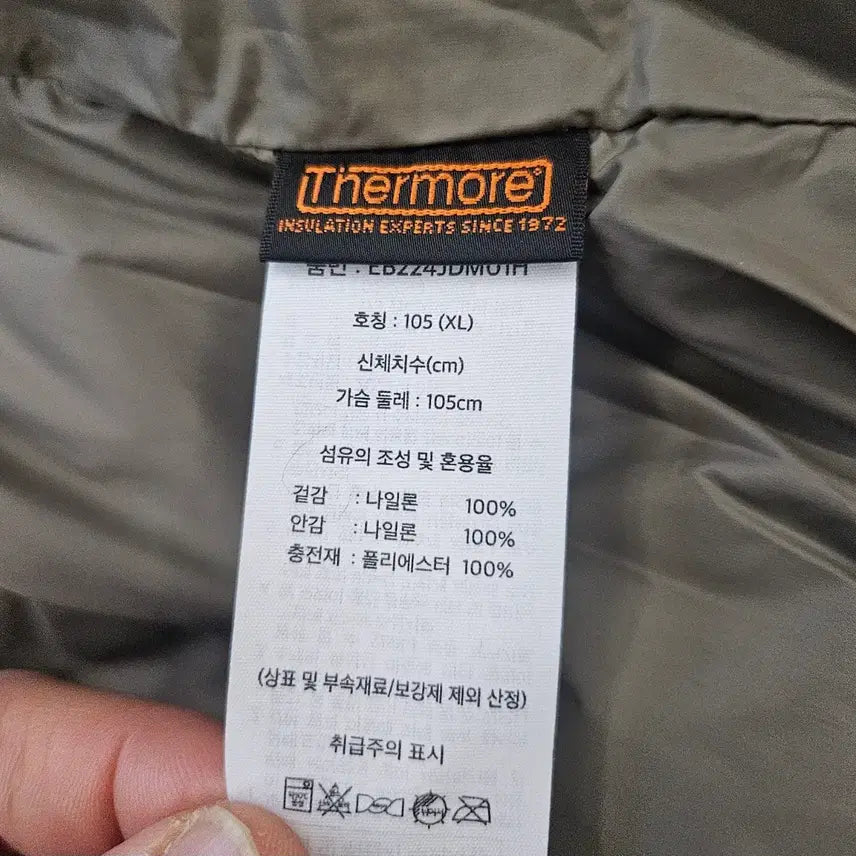 Thermore
INSULATION EXPERTS SINCE 1972
품번 : EB224JDM01H
호칭 : 105 (XL)
신체치수(cm)
가슴 둘레 : 105cm
섬유의 조성 및 혼용율
겉감 : 나일론 100%
안감 : 나일론 100%
충전재 : 폴리에스터 100%
(상표 및 부속재료/보강제 제외 산정)
취급주의 표시